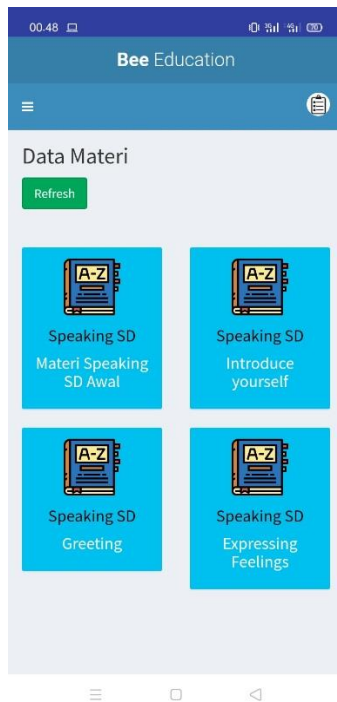 00.48
Bee Education
Data Materi
Refresh
A-Z
Speaking SD
Materi Speaking
SD Awal
A-Z
Speaking SD
Introduce
yourself
A-Z
Speaking SD
Greeting
A-Z
Speaking SD
Expressing
Feelings